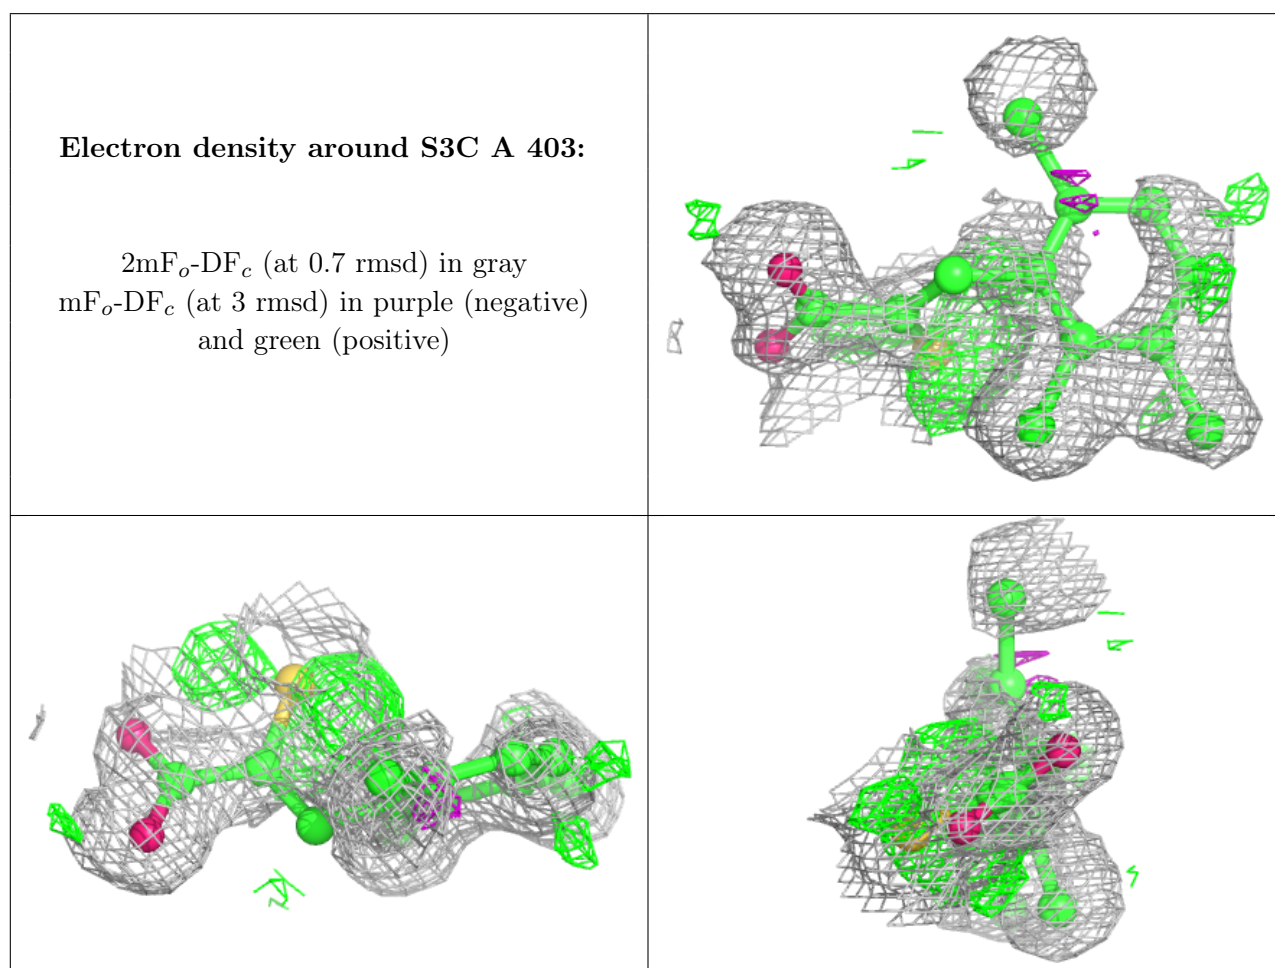 Electron density around S3C A 403:
2mFₒ-DF𝒸 (at 0.7 rmsd) in gray
mFₒ-DF𝒸 (at 3 rmsd) in purple (negative)
and green (positive)